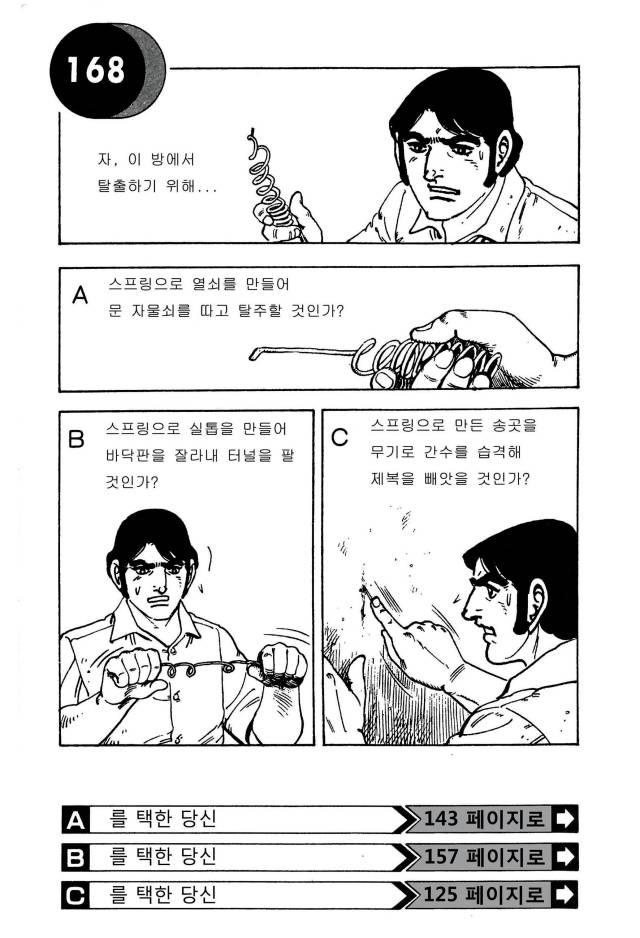 168
자, 이 방에서
탈출하기 위해...
A
스프링으로 열쇠를 만들어
문 자물쇠를 따고 탈주할 것인가?
B
스프링으로 실톱을 만들어
바닥판을 잘라내 터널을 팔
것인가?
C
스프링으로 만든 송곳을
무기로 간수를 습격해
제복을 빼앗을 것인가?
A 를 택한 당신 143 페이지로
B 를 택한 당신 157 페이지로
C 를 택한 당신 125 페이지로